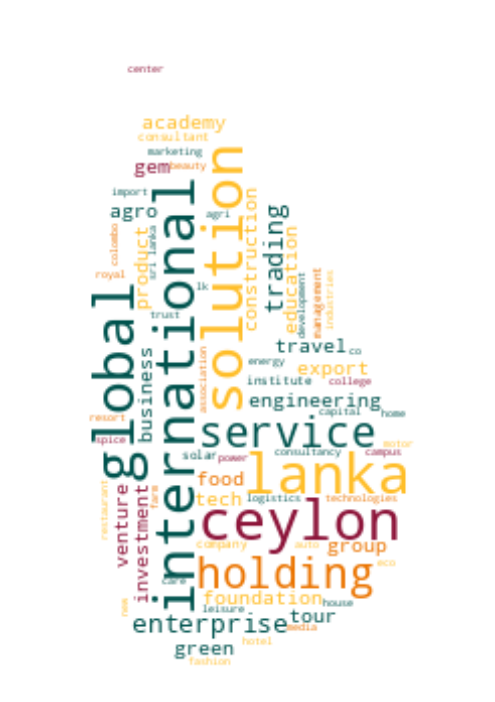 center
academy
consultant
marketing
gem
beauty
import
agro
agri
colombo
product
sri lanka
royal
international
solution
construction
trading
education
development
management
industries
lk
trust
global
business
association
travel
co
energy
export
institute
college
engineering
capital
home
resort
spice
service
motor
solar
power
consultancy
campus
lanka
food
tech
logistics
technologies
restaurant
venture
investment
farm
ceylon
company
auto
group
eco
care
holding
foundation
house
leisure
tour
enterprise
media
green
hotel
fashion